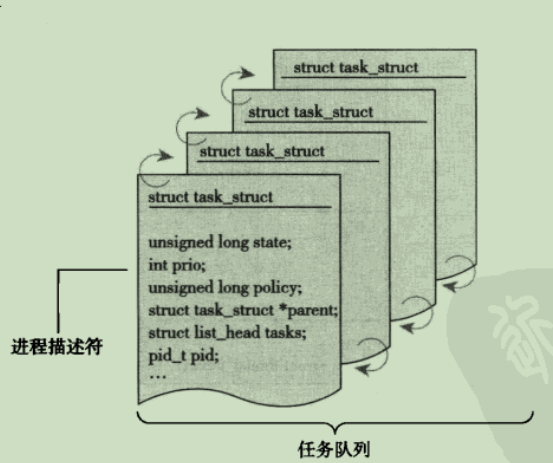 struct task_struct
struct task_struct
struct task_struct
struct task_struct
unsigned long state;
int prio;
unsigned long policy;
struct task_struct *parent;
struct list_head tasks;
pid_t pid;
…
进程描述符
任务队列